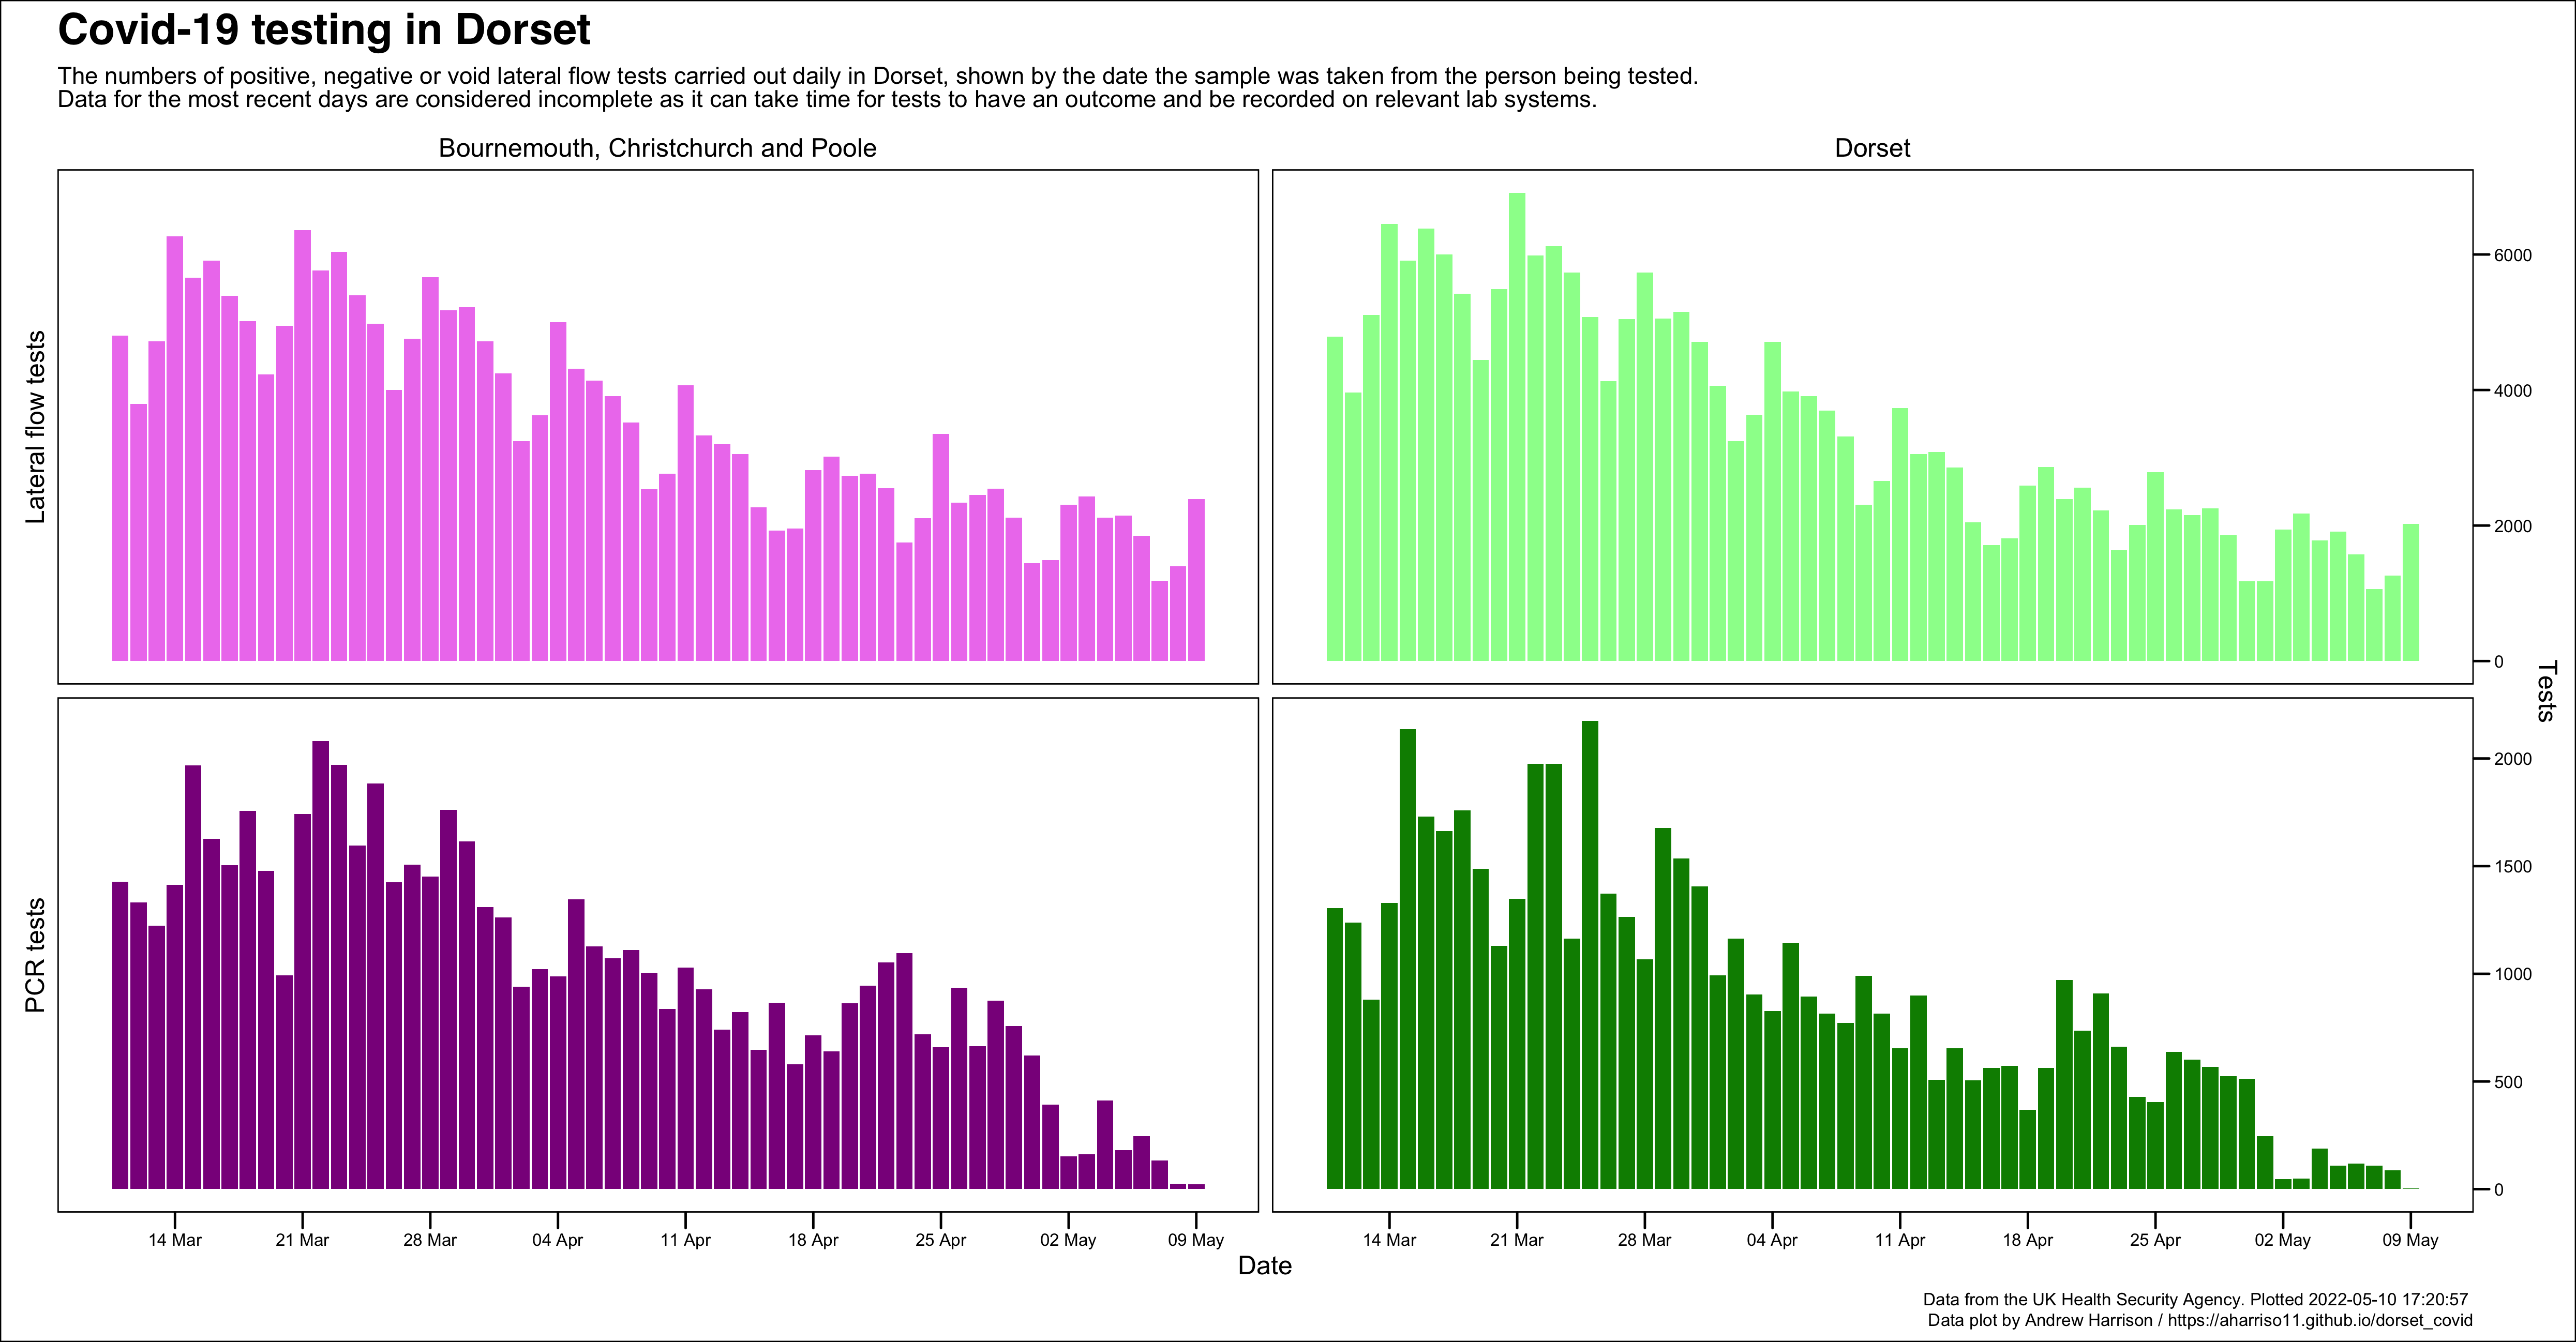 Covid-19 testing in Dorset
The numbers of positive, negative or void lateral flow tests carried out daily in Dorset, shown by the date the sample was taken from the person being tested.
Data for the most recent days are considered incomplete as it can take time for tests to have an outcome and be recorded on relevant lab systems.
Bournemouth, Christchurch and Poole
Dorset
Lateral flow tests
6000
4000
2000
0
Tests
PCR tests
2000
1500
1000
500
0
14 Mar 21 Mar 28 Mar 04 Apr 11 Apr 18 Apr 25 Apr 02 May 09 May
14 Mar 21 Mar 28 Mar 04 Apr 11 Apr 18 Apr 25 Apr 02 May 09 May
Date
Data from the UK Health Security Agency. Plotted 2022-05-10 17:20:57
Data plot by Andrew Harrison / https://aharriso11.github.io/dorset_covid